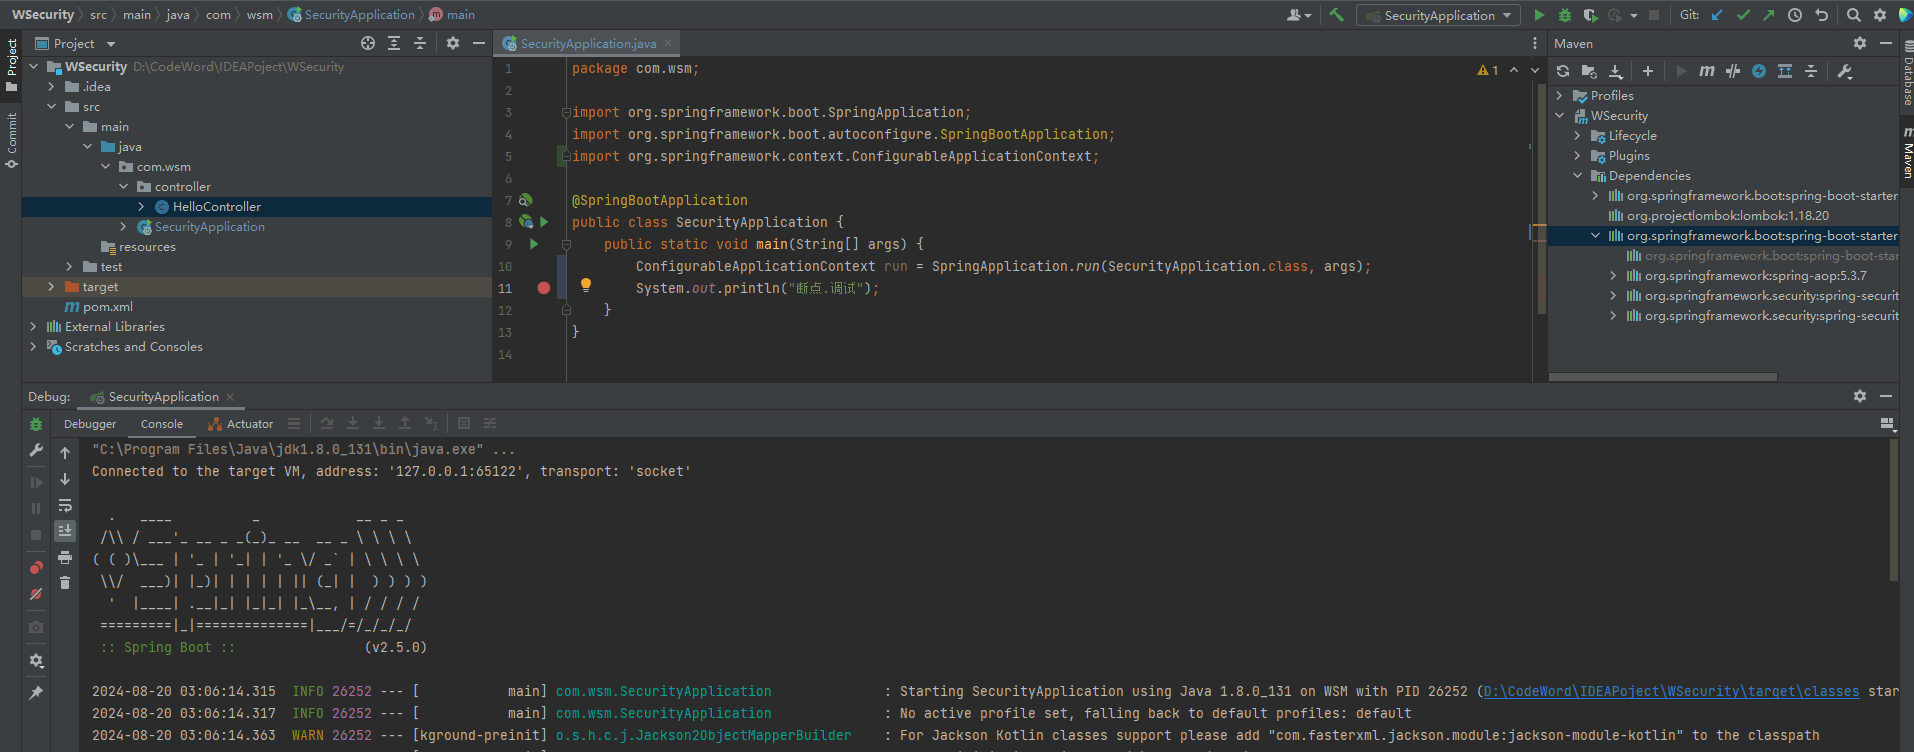 WSecurity src main java com wsm SecurityApplication main SecurityApplication Git:
Project
SecurityApplication.java
Maven
Project
Commit
Database
Maven
WSecurity D:\CodeWord\IDEAPoject\WSecurity
.idea
src
main
java
com.wsm
controller
HelloController
SecurityApplication
resources
test
target
pom.xml
External Libraries
Scratches and Consoles
1 package com.wsm;
2
3 import org.springframework.boot.SpringApplication;
4 import org.springframework.boot.autoconfigure.SpringBootApplication;
5 import org.springframework.context.ConfigurableApplicationContext;
6
7 @SpringBootApplication
8 public class SecurityApplication {
9 public static void main(String[] args) {
10 ConfigurableApplicationContext run = SpringApplication.run(SecurityApplication.class, args);
11 System.out.println("断点.调试");
12 }
13 }
14
1
Profiles
WSecurity
Lifecycle
Plugins
Dependencies
org.springframework.boot:spring-boot-starter
org.projectlombok:lombok:1.18.20
org.springframework.boot:spring-boot-starter
org.springframework.boot:spring-boot-star
org.springframework:spring-aop:5.3.7
org.springframework.security:spring-securit
org.springframework.security:spring-securit
Debug: SecurityApplication
Debugger Console Actuator
"C:\Program Files\Java\jdk1.8.0_131\bin\java.exe" ...
Connected to the target VM, address: '127.0.0.1:65122', transport: 'socket'
  .   ____          _            __ _ _
 /\\ / ___'_ __ _ _(_)_ __  __ _ \ \ \ \
( ( )\___ | '_ | '_| | '_ \/ _` | \ \ \ \
 \\/  ___)| |_)| | | | | || (_| |  ) ) ) )
  '  |____| .__|_| |_|_| |_\__, | / / / /
 =========|_|==============|___/=/_/_/_/
 :: Spring Boot ::                (v2.5.0)
2024-08-20 03:06:14.315  INFO 26252 --- [           main] com.wsm.SecurityApplication              : Starting SecurityApplication using Java 1.8.0_131 on WSM with PID 26252 (D:\CodeWord\IDEAPoject\WSecurity\target\classes star
2024-08-20 03:06:14.317  INFO 26252 --- [           main] com.wsm.SecurityApplication              : No active profile set, falling back to default profiles: default
2024-08-20 03:06:14.363  WARN 26252 --- [kground-preinit] o.s.h.c.j.Jackson2ObjectMapperBuilder    : For Jackson Kotlin classes support please add "com.fasterxml.jackson.module:jackson-module-kotlin" to the classpath